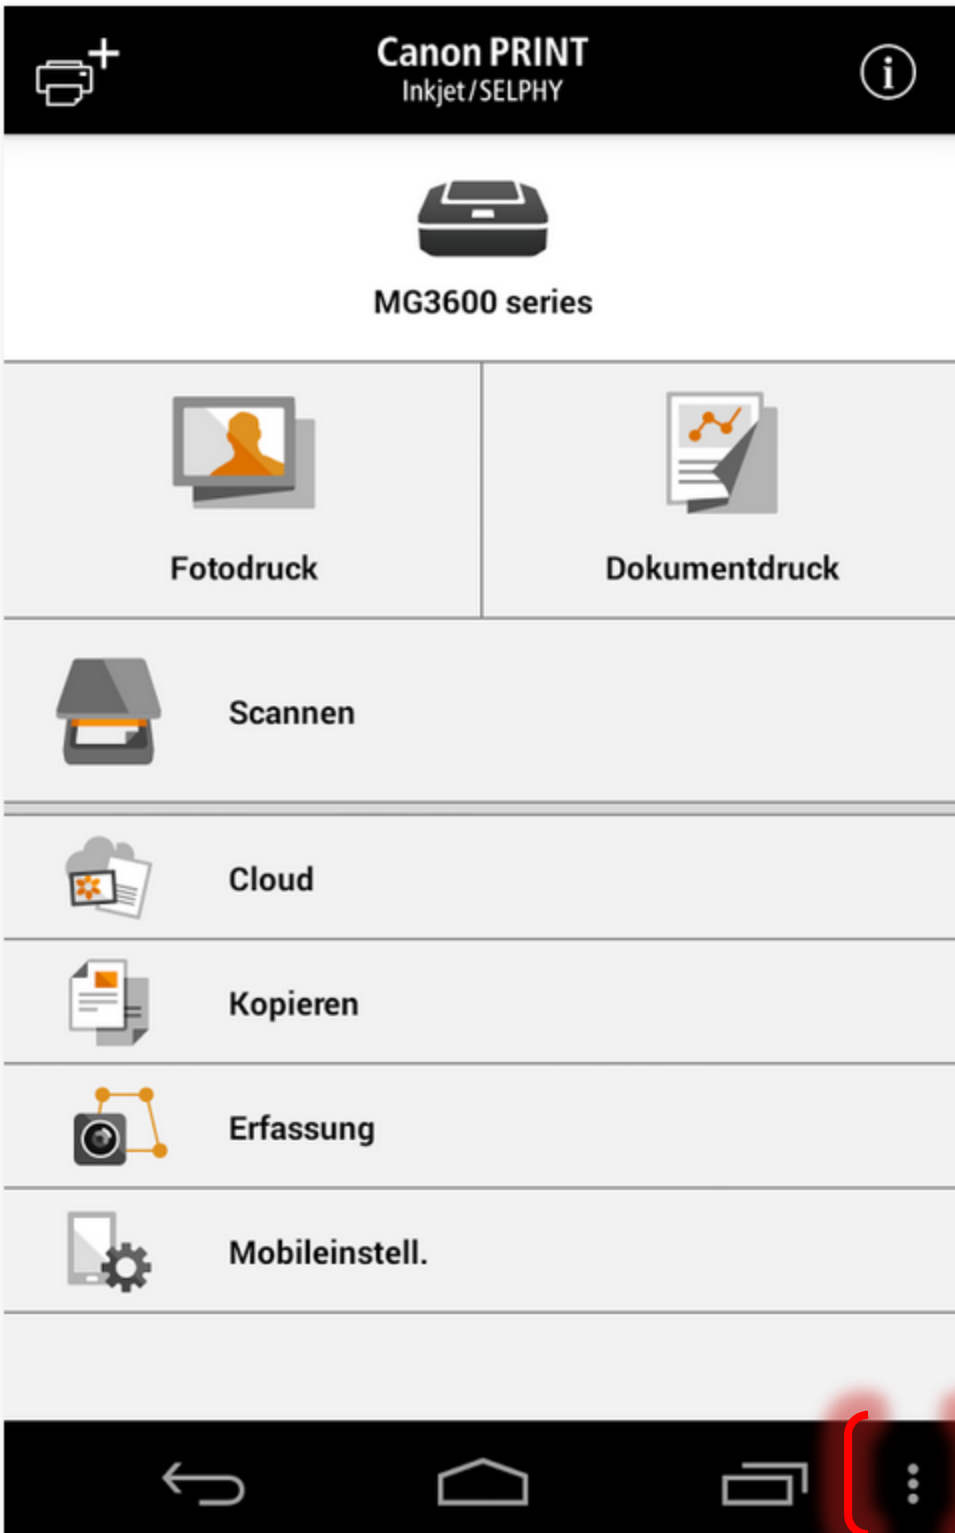 Canon PRINT
Inkjet/SELPHY
MG3600 series
Fotodruck
Dokumentdruck
Scannen
Cloud
Kopieren
Erfassung
Mobileinstell.